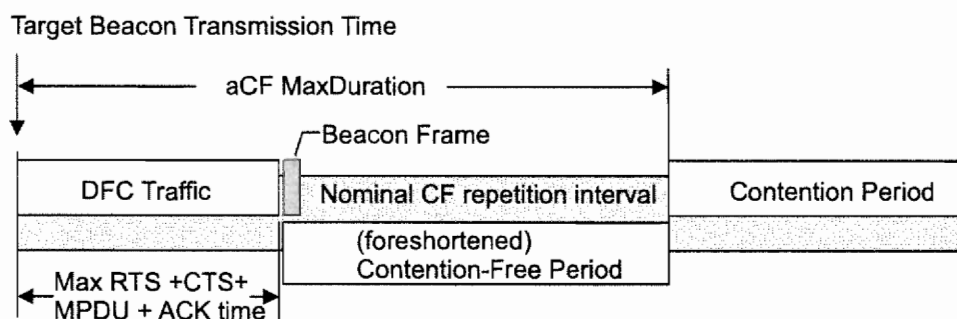 Target Beacon Transmission Time
aCF MaxDuration
Beacon Frame
DFC Traffic
Nominal CF repetition interval
Contention Period
(foreshortened)
Contention-Free Period
Max RTS +CTS+
MPDU + ACK time